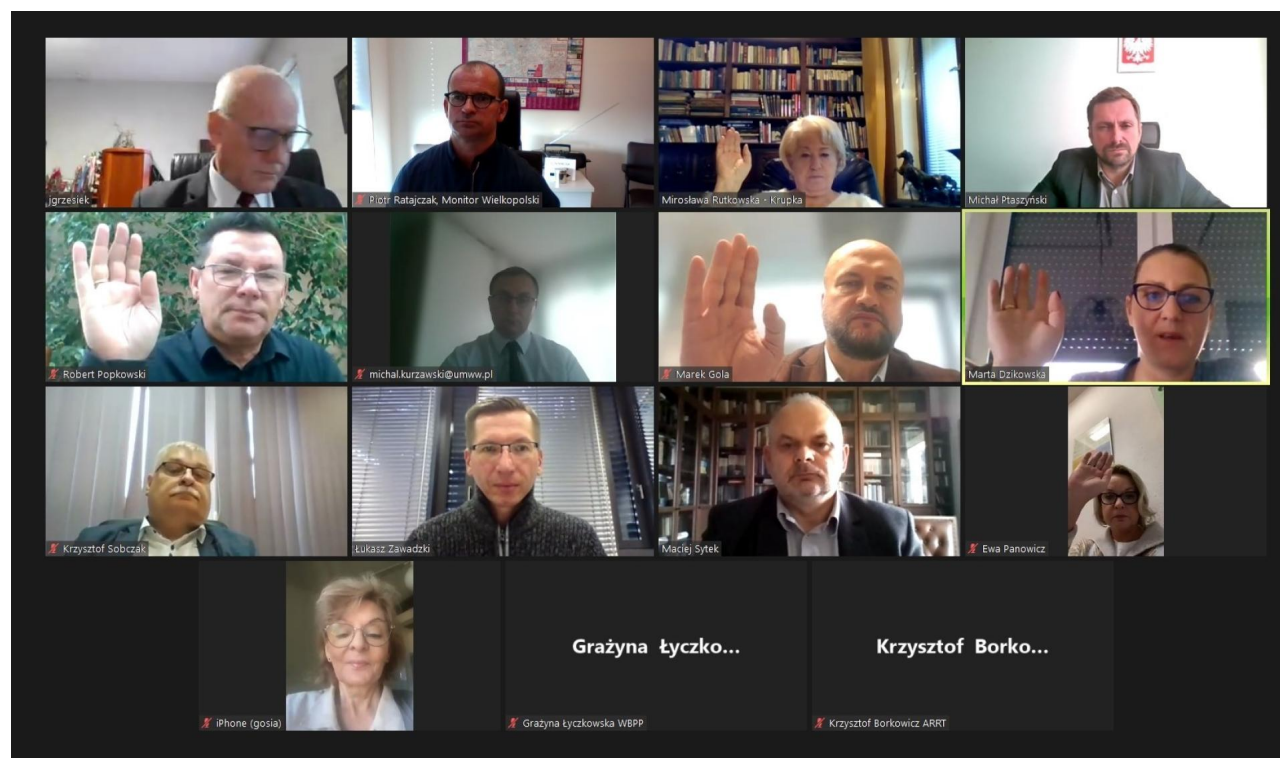 jgrzesiek
Piotr Ratajczak, Monitor Wielkopolski
Mirosława Rutkowska - Krupka
Michał Ptaszyński
Robert Popkowski
michal.kurzawski@umww.pl
Marek Gola
Marta Dzikowska
Krzysztof Sobczak
Łukasz Zawadzki
Maciej Sytek
Ewa Panowicz
Grażyna Łyczko...
Krzysztof Borko...
iPhone (gosia)
Grażyna Łyczkowska WBPP
Krzysztof Borkowicz ARRT